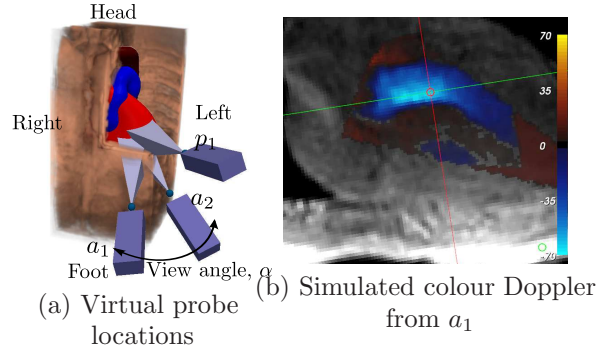 Head
Right
Left
p1
a2
a1
Foot
View angle, α
(a) Virtual probe
locations
70
35
0
-35
-70
(b) Simulated colour Doppler
from a1